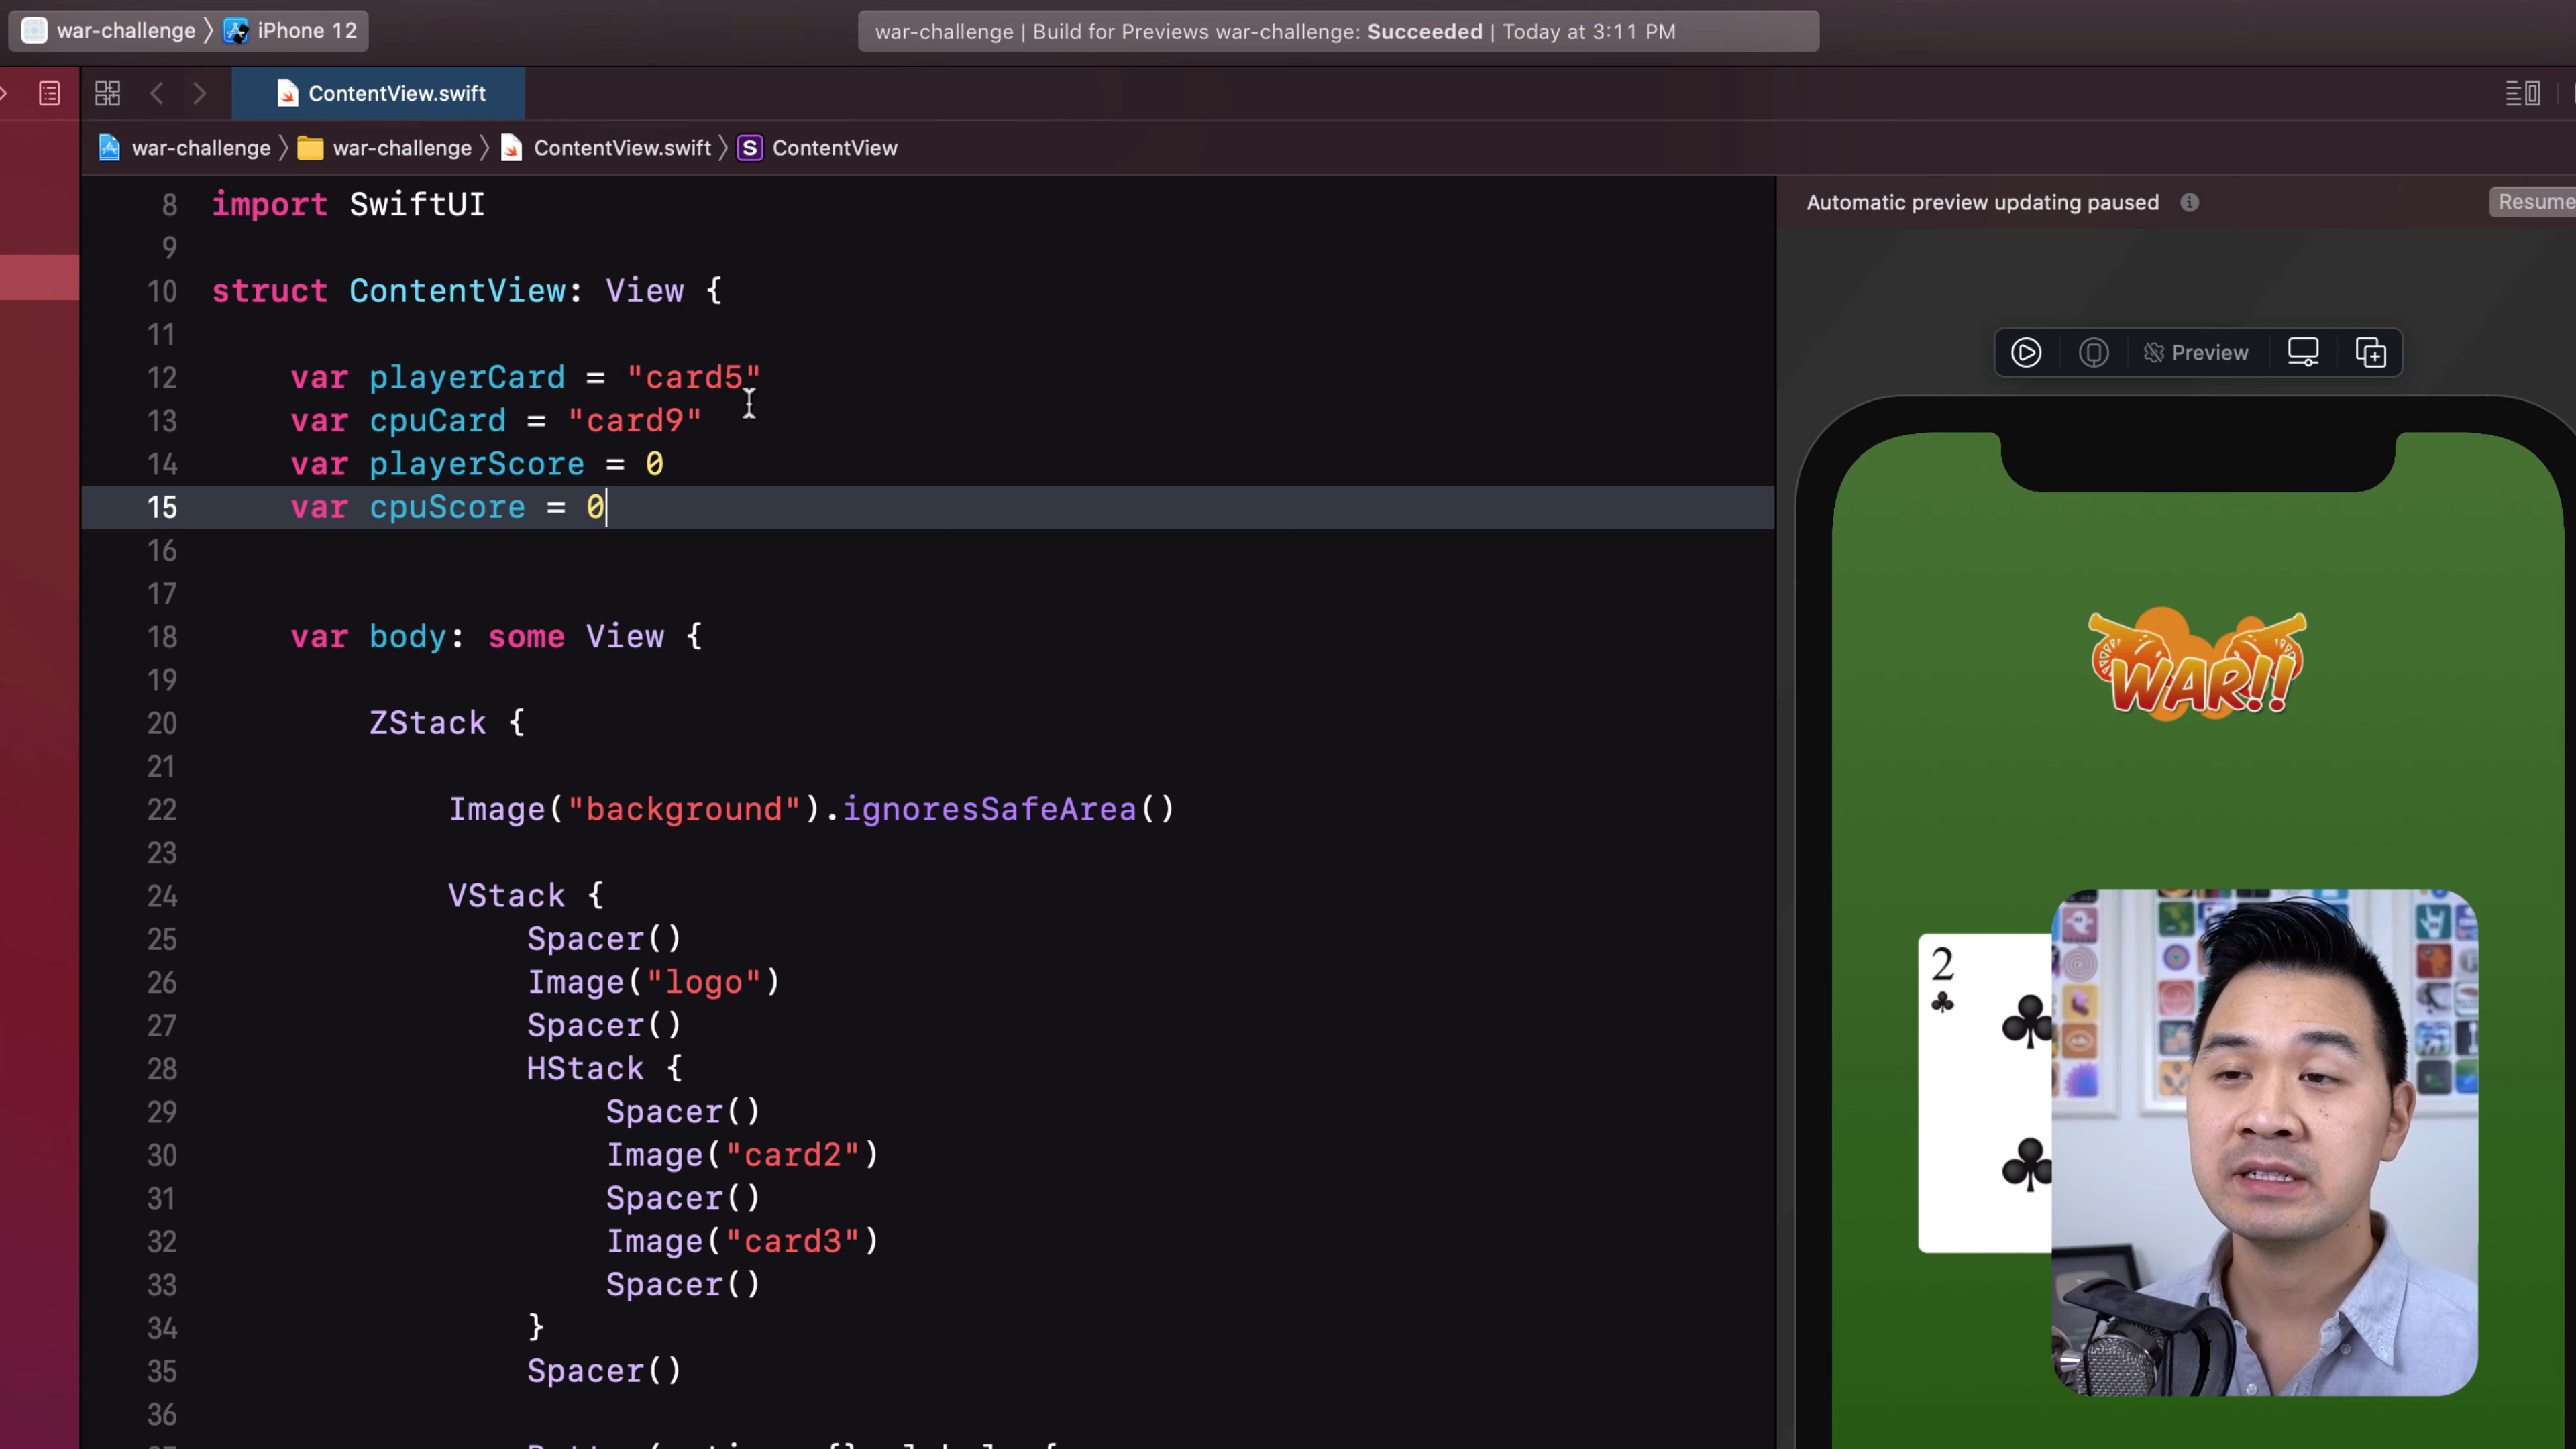 war-challenge 〉 iPhone 12
war-challenge | Build for Previews war-challenge: Succeeded | Today at 3:11 PM
ContentView.swift
war-challenge 〉 war-challenge 〉 ContentView.swift 〉 S ContentView
8 import SwiftUI
9
10 struct ContentView: View {
11
12 var playerCard = "card5"
13 var cpuCard = "card9"
14 var playerScore = 0
15 var cpuScore = 0
16
17
18 var body: some View {
19
20 ZStack {
21
22 Image("background").ignoresSafeArea()
23
24 VStack {
25 Spacer()
26 Image("logo")
27 Spacer()
28 HStack {
29 Spacer()
30 Image("card2")
31 Spacer()
32 Image("card3")
33 Spacer()
34 }
35 Spacer()
36
Automatic preview updating paused
Resume
Preview
WAR!!
2